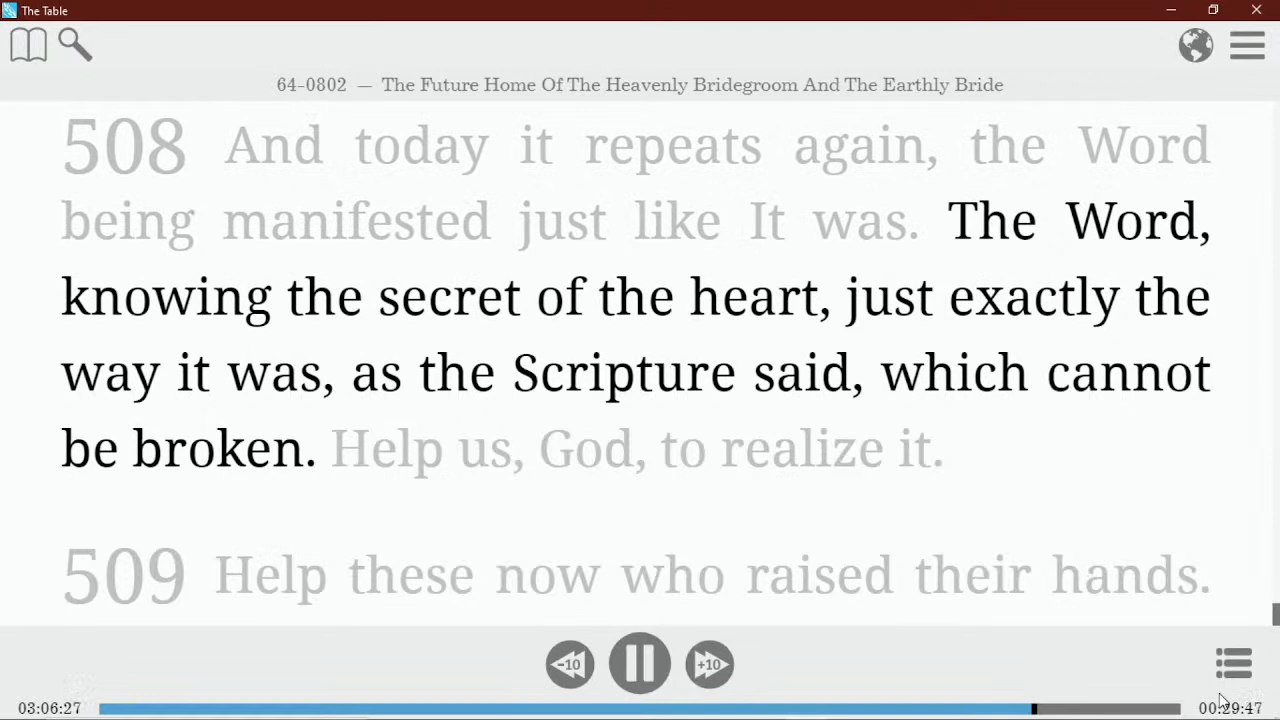 The Table
64-0802 — The Future Home Of The Heavenly Bridegroom And The Earthly Bride
508 And today it repeats again, the Word
being manifested just like It was. The Word,
knowing the secret of the heart, just exactly the
way it was, as the Scripture said, which cannot
be broken. Help us, God, to realize it.
509 Help these now who raised their hands.
-10 +10
03:06:27 00:29:47